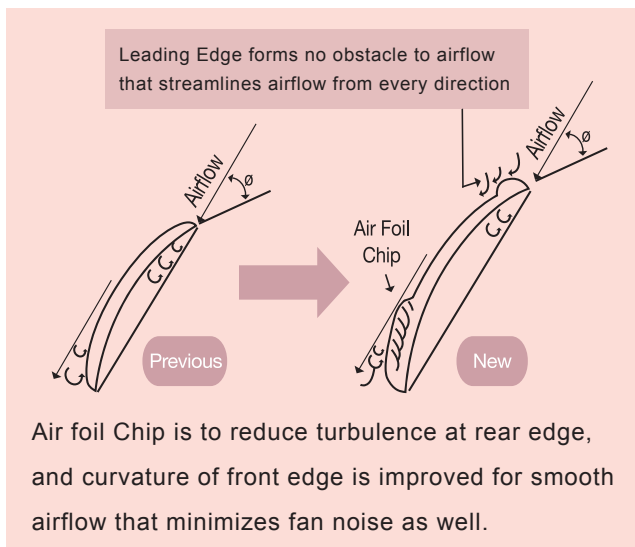 Leading Edge forms no obstacle to airflow
that streamlines airflow from every direction
Airflow
ø
Airflow
ø
Air Foil
Chip
Previous
New
Air foil Chip is to reduce turbulence at rear edge,
and curvature of front edge is improved for smooth
airflow that minimizes fan noise as well.